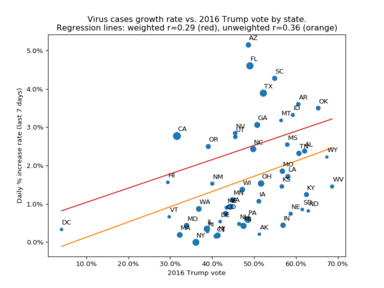 Virus cases growth rate vs. 2016 Trump vote by state.
Regression lines: weighted r=0.29 (red), unweighted r=0.36 (orange)
Daily % increase rate (last 7 days)
5.0%
4.0%
3.0%
2.0%
1.0%
0.0%
AZ
FL
SC
TX
AR
OK
ID
MT
GA
CA
NV
UT
OR
NC
MS
AL
TN
WY
MO
LA
HI
NM
KS
OH
WI
WV
KY
IA
WA
MN
VT
MD
PA
NE
SD
ND
DC
MA
NY
AK
IN
10.0%
20.0%
30.0%
40.0%
50.0%
60.0%
70.0%
2016 Trump vote